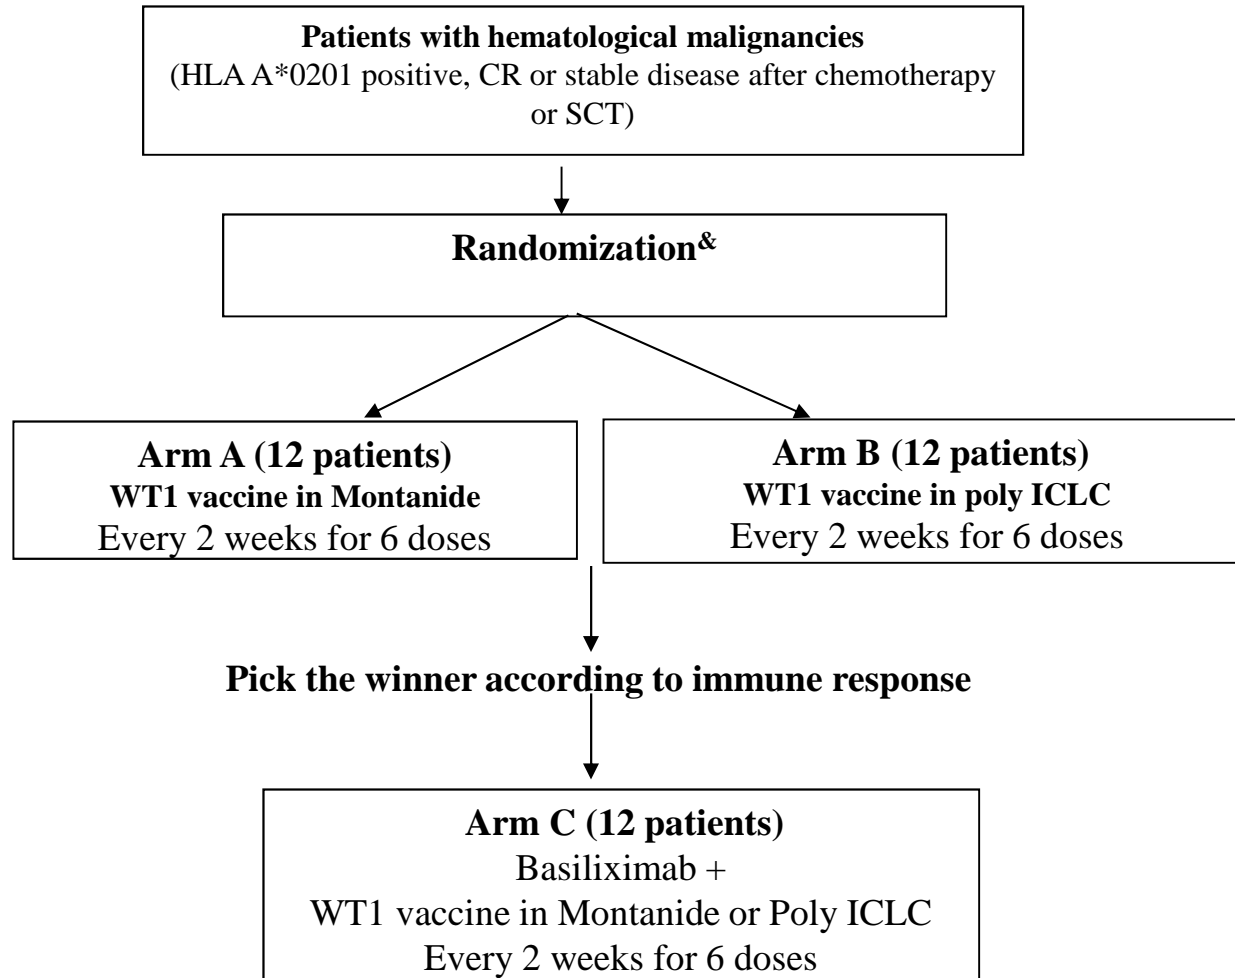 Patients with hematological malignancies
(HLA A*0201 positive, CR or stable disease after chemotherapy
or SCT)
Randomization&
Arm A (12 patients)
WT1 vaccine in Montanide
Every 2 weeks for 6 doses
Arm B (12 patients)
WT1 vaccine in poly ICLC
Every 2 weeks for 6 doses
Pick the winner according to immune response
Arm C (12 patients)
Basiliximab +
WT1 vaccine in Montanide or Poly ICLC
Every 2 weeks for 6 doses